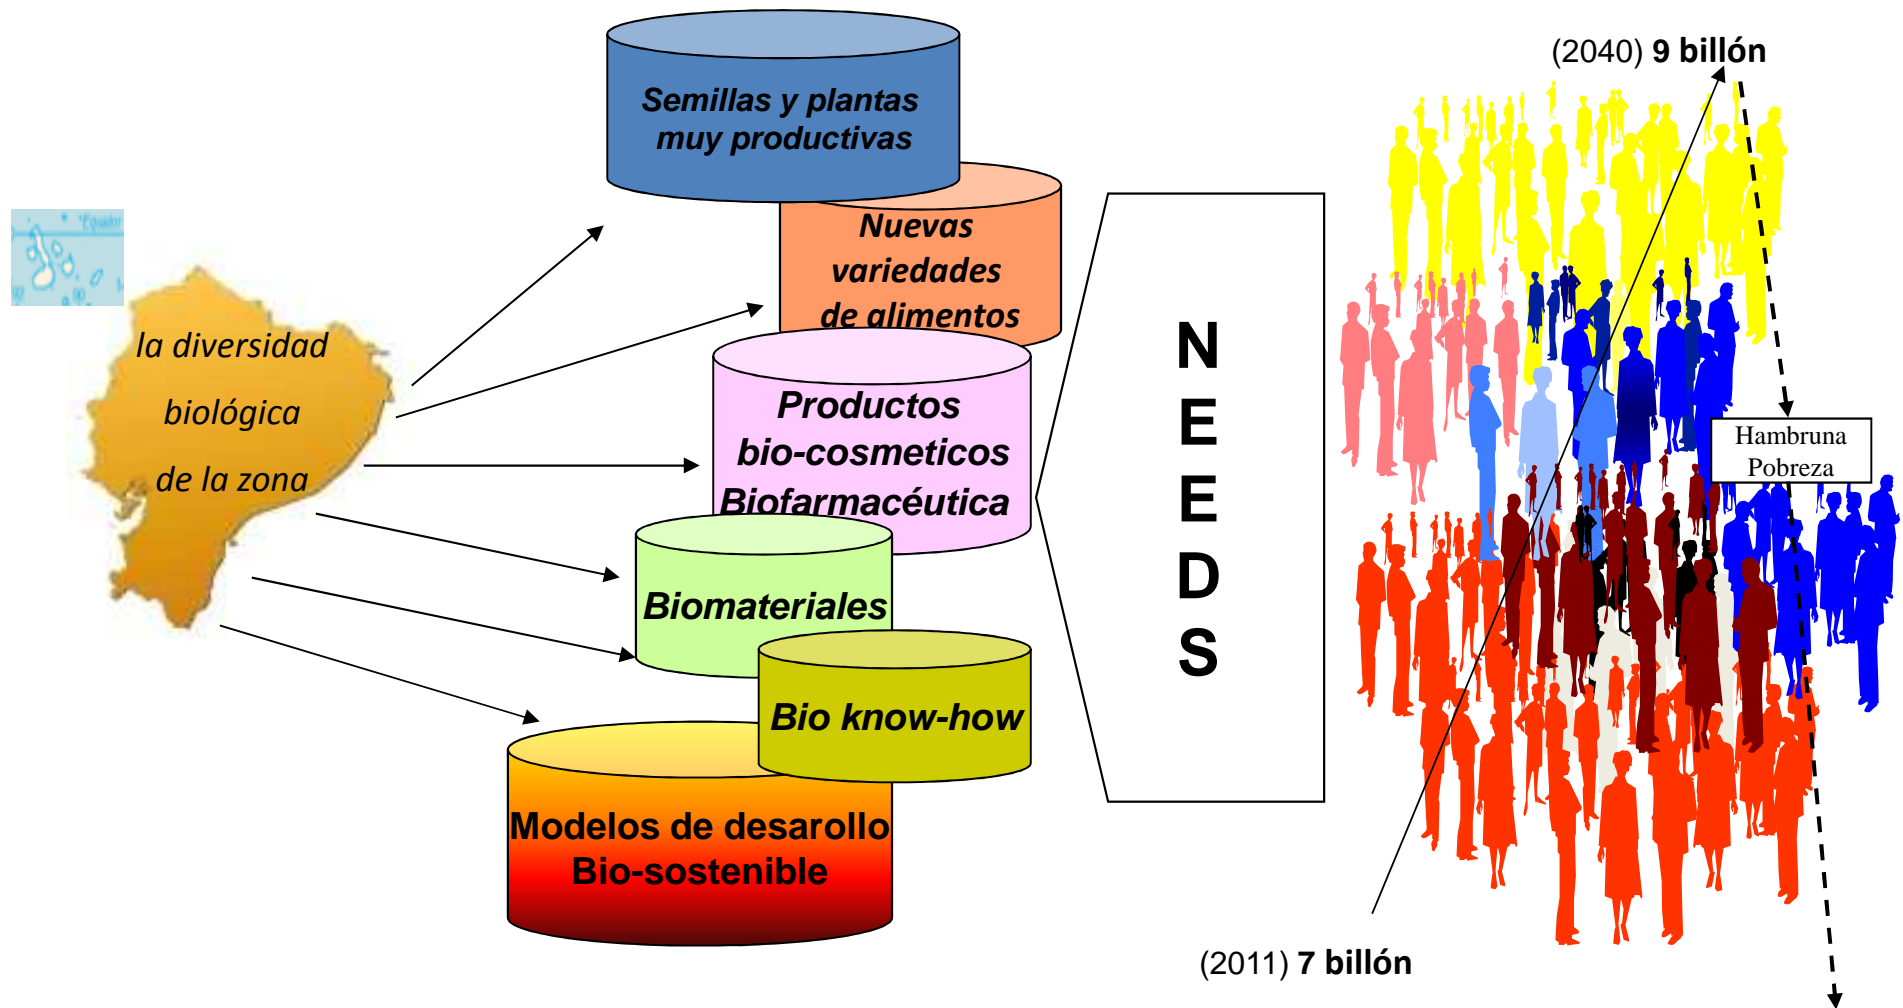 (2040) 9 billón
Semillas y plantas
muy productivas
Nuevas
variedades
de alimentos
Ecuador
la diversidad
biológica
de la zona
Productos
bio-cosmeticos
Biofarmacéutica
Biomateriales
Bio know-how
Modelos de desarollo
Bio-sostenible
N
E
E
D
S
Hambruna
Pobreza
(2011) 7 billón